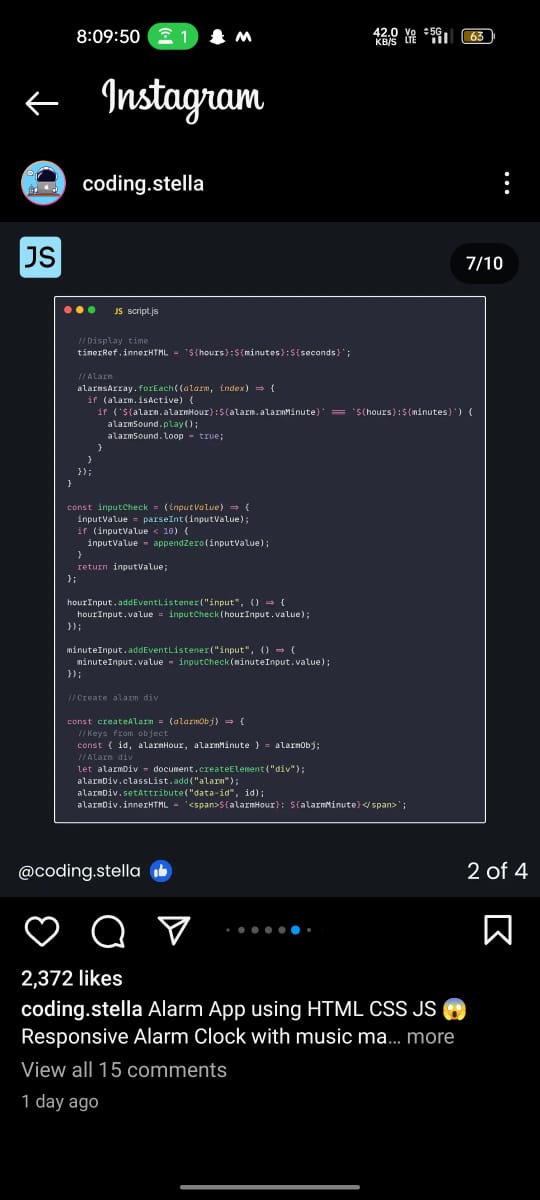 8:09:50 1 42.0 KB/S Vo LTE 5G 63
Instagram
coding.stella
JS
7/10
JS script.js
//Display time
timerRef.innerHTML = `${hours}:${minutes}:${seconds}`;
//Alarm
alarmsArray.forEach((alarm, index) => {
if (alarm.isActive) {
if (`${alarm.alarmHour}:${alarm.alarmMinute}` === `${hours}:${minutes}`) {
alarmSound.play();
alarmSound.loop = true;
}
}
});
}
const inputCheck = (inputValue) => {
inputValue = parseInt(inputValue);
if (inputValue < 10) {
inputValue = appendZero(inputValue);
}
return inputValue;
};
hourInput.addEventListener("input", () => {
hourInput.value = inputCheck(hourInput.value);
});
minuteInput.addEventListener("input", () => {
minuteInput.value = inputCheck(minuteInput.value);
});
//Create alarm div
const createAlarm = (alarmObj) => {
//Keys from object
const { id, alarmHour, alarmMinute } = alarmObj;
//Alarm div
let alarmDiv = document.createElement("div");
alarmDiv.classList.add("alarm");
alarmDiv.setAttribute("data-id", id);
alarmDiv.innerHTML = `<span>${alarmHour}: ${alarmMinute}</span>`;
@coding.stella
2 of 4
2,372 likes
coding.stella Alarm App using HTML CSS JS 😱
Responsive Alarm Clock with music ma... more
View all 15 comments
1 day ago